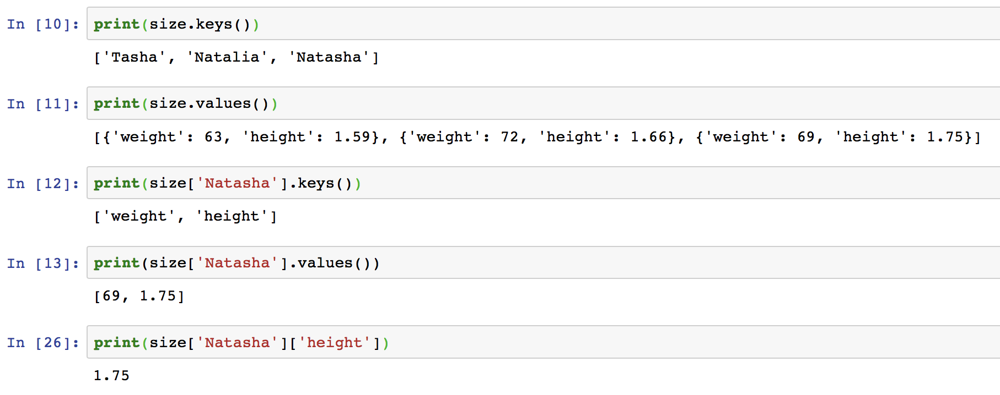 In [10]: print(size.keys())
['Tasha', 'Natalia', 'Natasha']
In [11]: print(size.values())
[{'weight': 63, 'height': 1.59}, {'weight': 72, 'height': 1.66}, {'weight': 69, 'height': 1.75}]
In [12]: print(size['Natasha'].keys())
['weight', 'height']
In [13]: print(size['Natasha'].values())
[69, 1.75]
In [26]: print(size['Natasha']['height'])
1.75